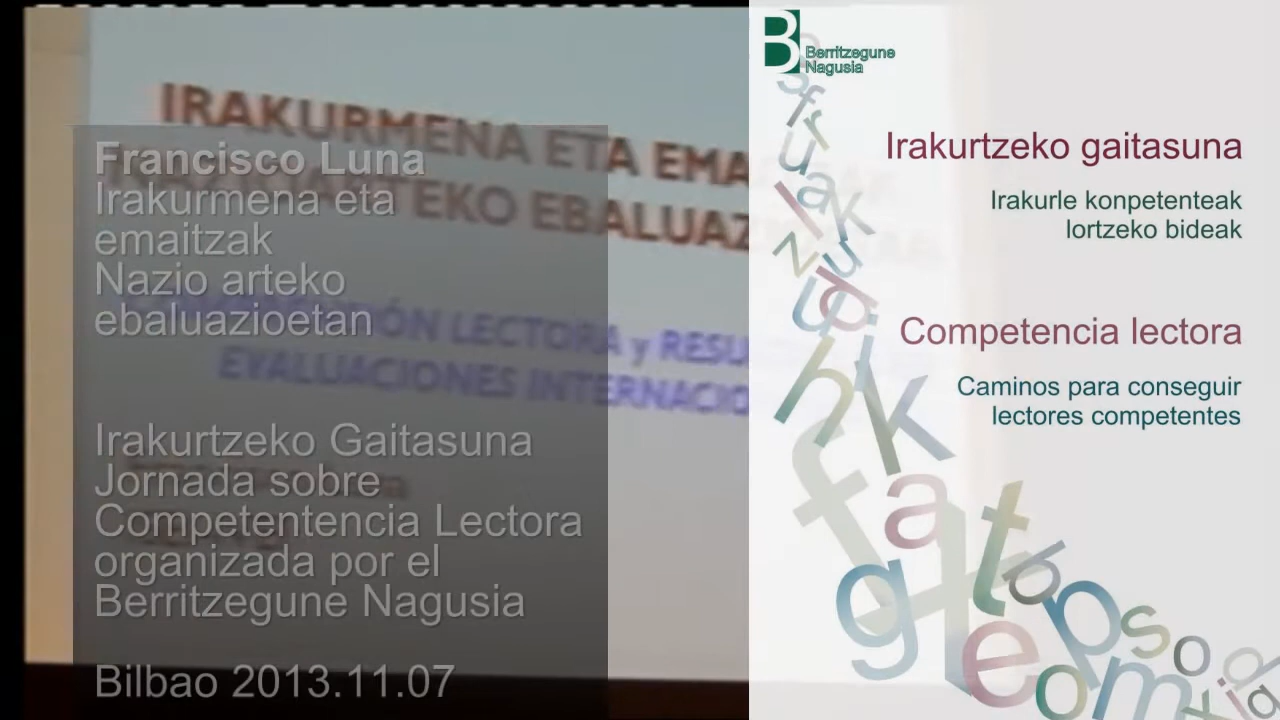 IRAKURMENA ETA EMA
TEKO EBALUAZ
LECTORA y RESU
EVALUACIONES INTERNACIO
Francisco Luna
Irakurmena eta
emaitzak
Nazio arteko
ebaluazioetan
Irakurtzeko Gaitasuna
Jornada sobre
Competentencia Lectora
organizada por el
Berritzegune Nagusia
Bilbao 2013.11.07
B Berritzegune
Nagusia
Irakurtzeko gaitasuna
Irakurle konpetenteak
lortzeko bideak
Competencia lectora
Caminos para conseguir
lectores competentes